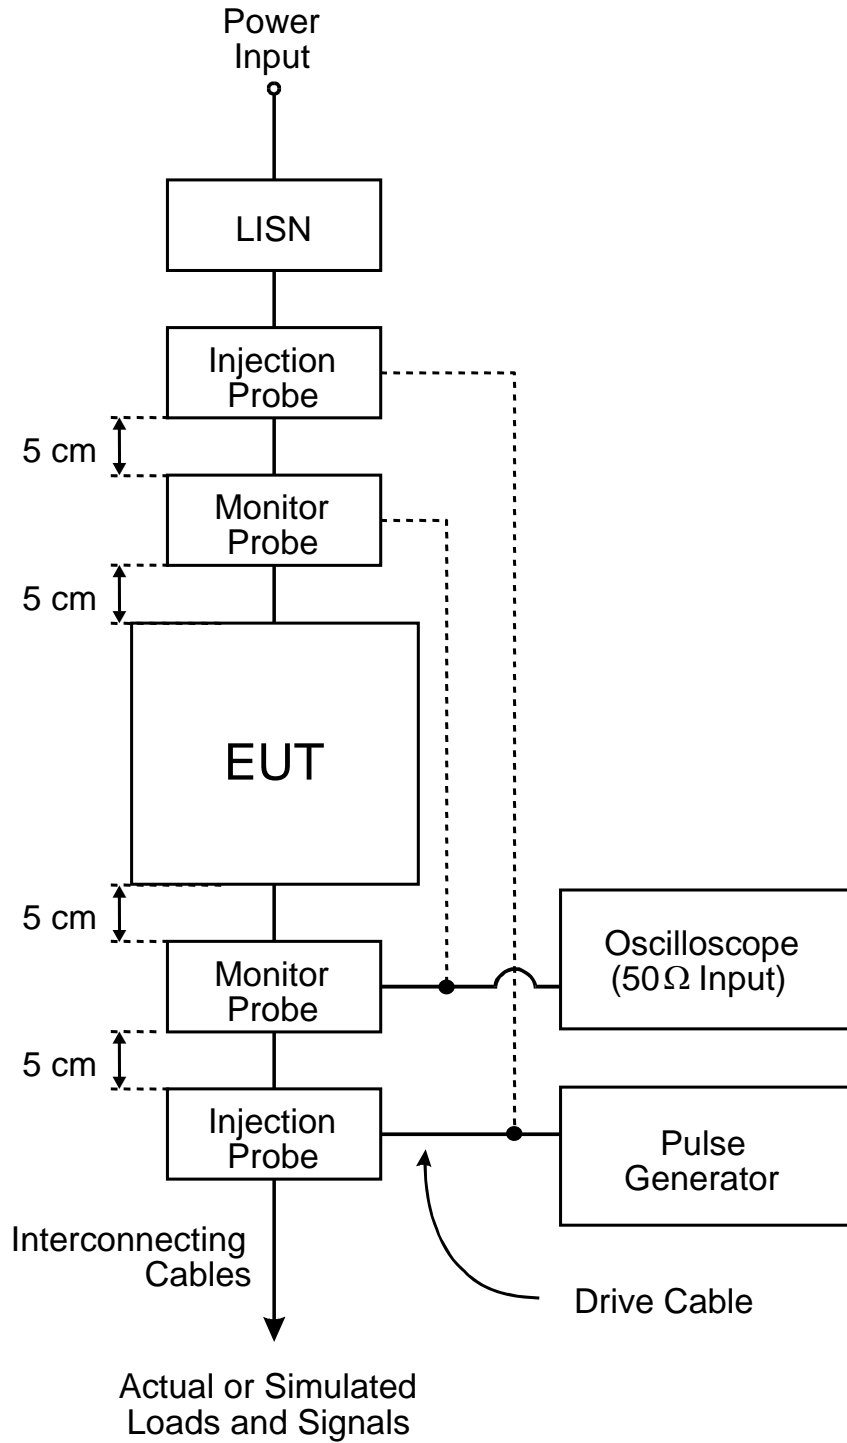 Power
Input
LISN
Injection
Probe
5 cm
Monitor
Probe
5 cm
EUT
5 cm
Monitor
Probe
Oscilloscope
(50Ω Input)
5 cm
Injection
Probe
Pulse
Generator
Interconnecting
Cables
Drive Cable
Actual or Simulated
Loads and Signals